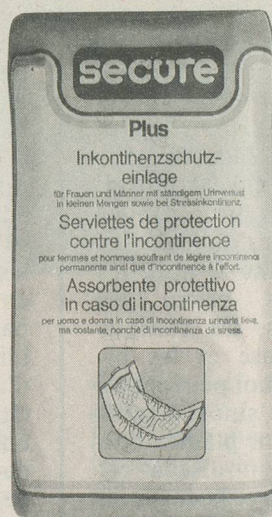 secure
Plus
Inkontinenzschutz-
einlage
für Frauen und Männer mit ständigem Urinverlust
in kleinen Mengen sowie bei Stressinkontinenz.
Serviettes de protection
contre l'incontinence
pour femmes et hommes souffrant de légère incontinence
permanente ainsi que d'incontinence à l'effort.
Assorbente protettivo
in caso di incontinenza
per uomo e donna in caso di incontinenza urinaria lieve,
ma costante, nonché di incontinenza da stress.